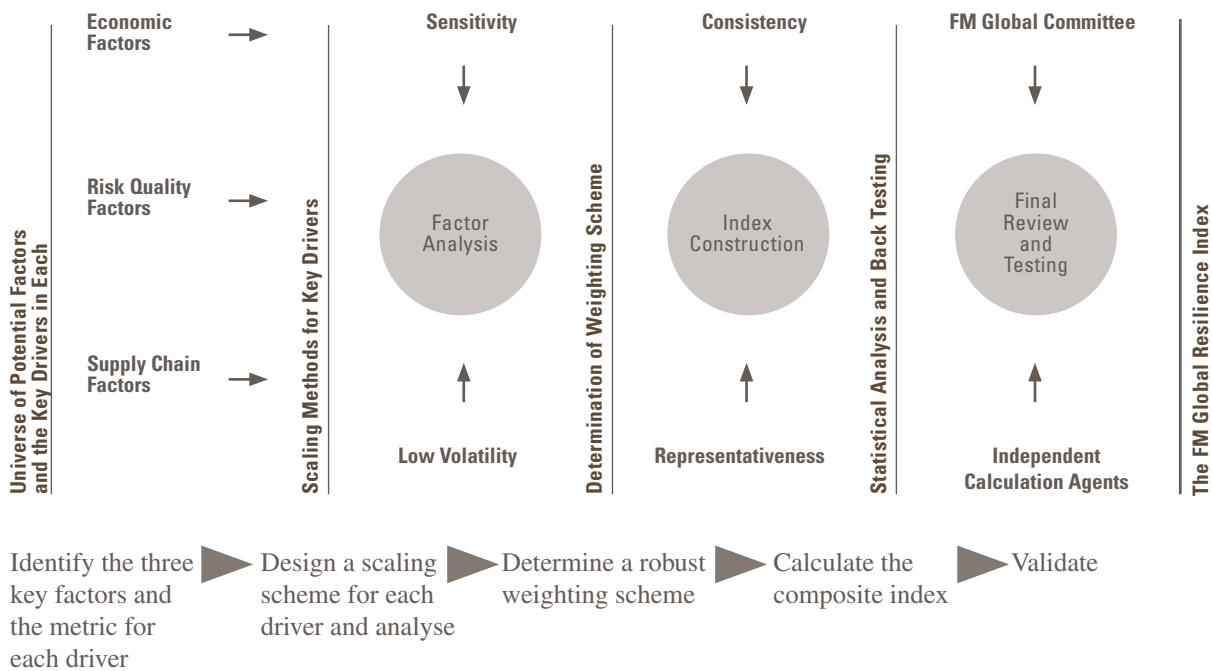 Universe of Potential Factors
and the Key Drivers in Each
Economic
Factors
Risk Quality
Factors
Supply Chain
Factors
Scaling Methods for Key Drivers
Sensitivity
Factor
Analysis
Low Volatility
Determination of Weighting Scheme
Consistency
Index
Construction
Representativeness
Statistical Analysis and Back Testing
FM Global Committee
Final
Review
and
Testing
Independent
Calculation Agents
The FM Global Resilience Index
Identify the three
key factors and
the metric for
each driver
Design a scaling
scheme for each
driver and analyse
Determine a robust
weighting scheme
Calculate the
composite index
Validate